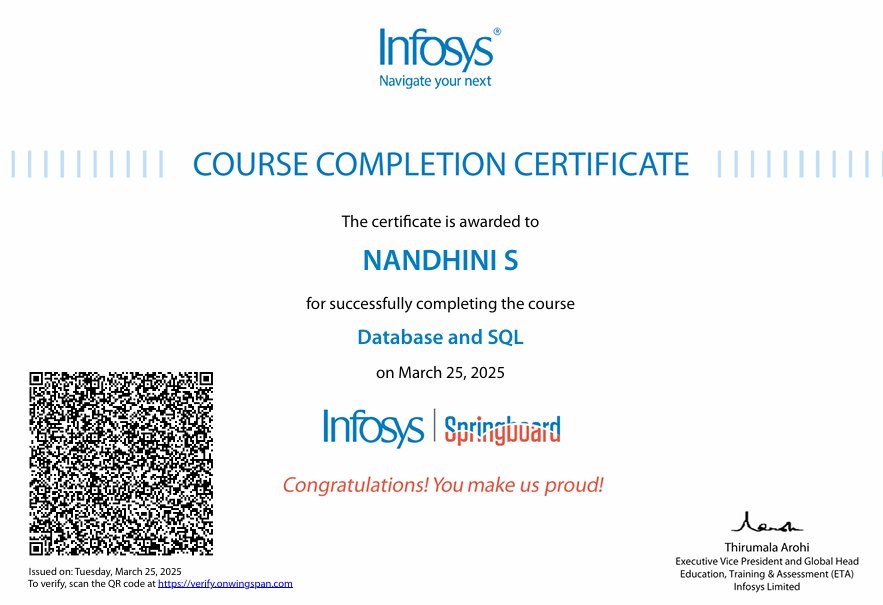 Infosys®
Navigate your next
COURSE COMPLETION CERTIFICATE
The certificate is awarded to
NANDHINI S
for successfully completing the course
Database and SQL
on March 25, 2025
Infosys | Springboard
Congratulations! You make us proud!
Thirumala Arohi
Executive Vice President and Global Head
Education, Training & Assessment (ETA)
Infosys Limited
Issued on: Tuesday, March 25, 2025
To verify, scan the QR code at https://verify.onwingspan.com